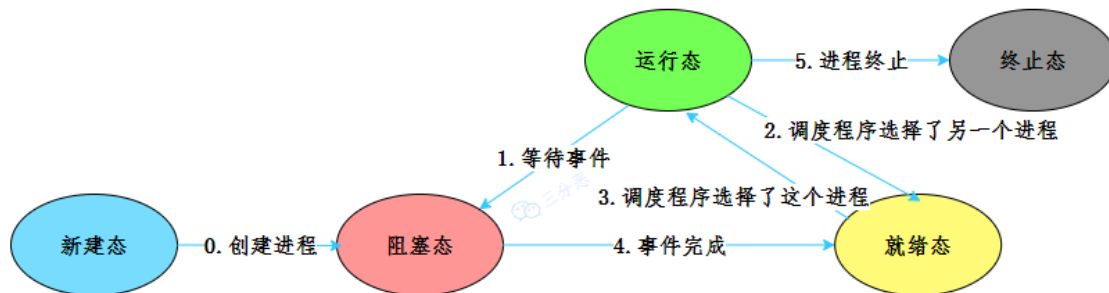 运行态
5. 进程终止
终止态
2. 调度程序选择了另一个进程
1. 等待事件
三分恶
3. 调度程序选择了这个进程
新建态
0. 创建进程
阻塞态
4. 事件完成
就绪态